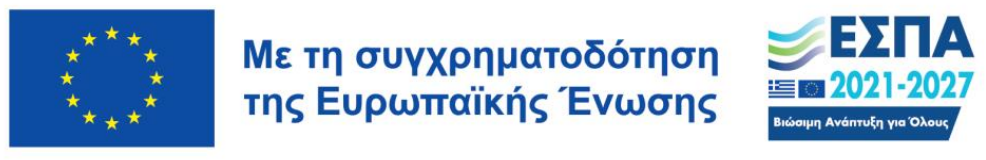 Με τη συγχρηματοδότηση
της Ευρωπαϊκής Ένωσης
ΕΣΠΑ
2021-2027
Βιώσιμη Ανάπτυξη για Όλους